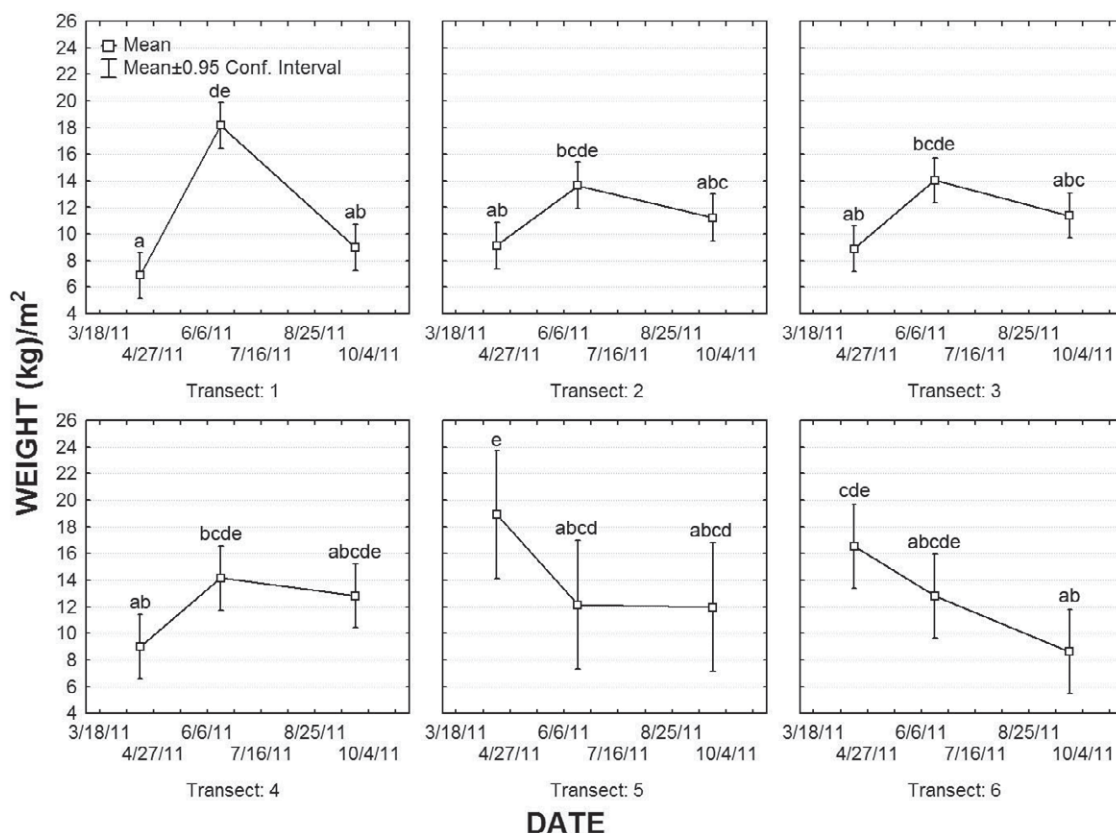 WEIGHT (kg)/m²
26
24
22
20
18
16
14
12
10
8
6
4
Mean
Mean±0.95 Conf. Interval
a
de
ab
3/18/11 6/6/11 8/25/11
4/27/11 7/16/11 10/4/11
Transect: 1
ab
bcde
abc
3/18/11 6/6/11 8/25/11
4/27/11 7/16/11 10/4/11
Transect: 2
ab
bcde
abc
3/18/11 6/6/11 8/25/11
4/27/11 7/16/11 10/4/11
Transect: 3
26
24
22
20
18
16
14
12
10
8
6
4
ab
bcde
abcde
3/18/11 6/6/11 8/25/11
4/27/11 7/16/11 10/4/11
Transect: 4
e
abcd
abcd
3/18/11 6/6/11 8/25/11
4/27/11 7/16/11 10/4/11
Transect: 5
cde
abcde
ab
3/18/11 6/6/11 8/25/11
4/27/11 7/16/11 10/4/11
Transect: 6
DATE